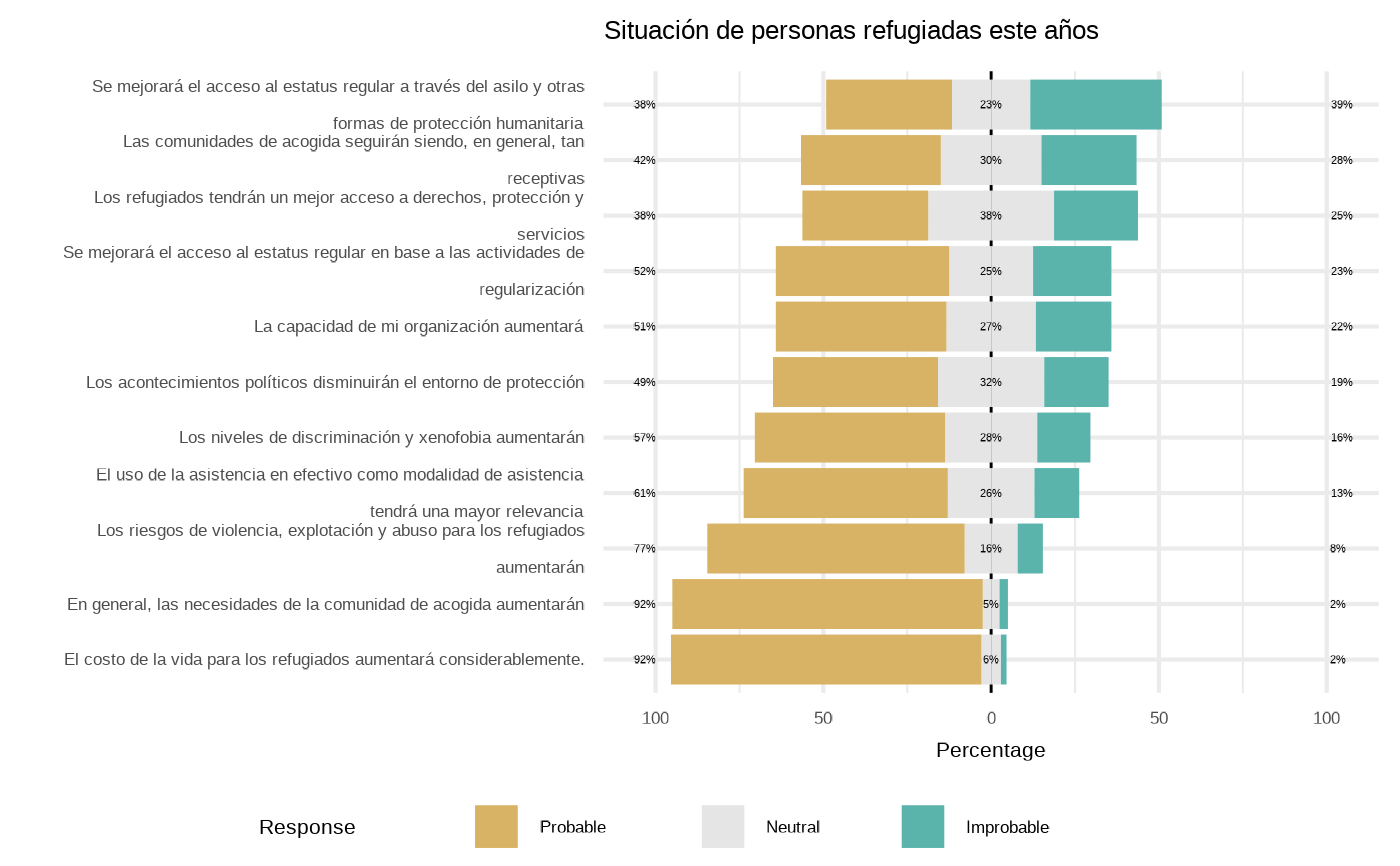 Situación de personas refugiadas este años
Se mejorará el acceso al estatus regular a través del asilo y otras
formas de protección humanitaria
38% 23% 39%
Las comunidades de acogida seguirán siendo, en general, tan
receptivas
42% 30% 28%
Los refugiados tendrán un mejor acceso a derechos, protección y
servicios
38% 38% 25%
Se mejorará el acceso al estatus regular en base a las actividades de
regularización
52% 25% 23%
La capacidad de mi organización aumentará
51% 27% 22%
Los acontecimientos políticos disminuirán el entorno de protección
49% 32% 19%
Los niveles de discriminación y xenofobia aumentarán
57% 28% 16%
El uso de la asistencia en efectivo como modalidad de asistencia
tendrá una mayor relevancia
61% 26% 13%
Los riesgos de violencia, explotación y abuso para los refugiados
aumentarán
77% 16% 8%
En general, las necesidades de la comunidad de acogida aumentarán
92% 5% 2%
El costo de la vida para los refugiados aumentará considerablemente.
92% 6% 2%
100 50 0 50 100
Percentage
Response Probable Neutral Improbable